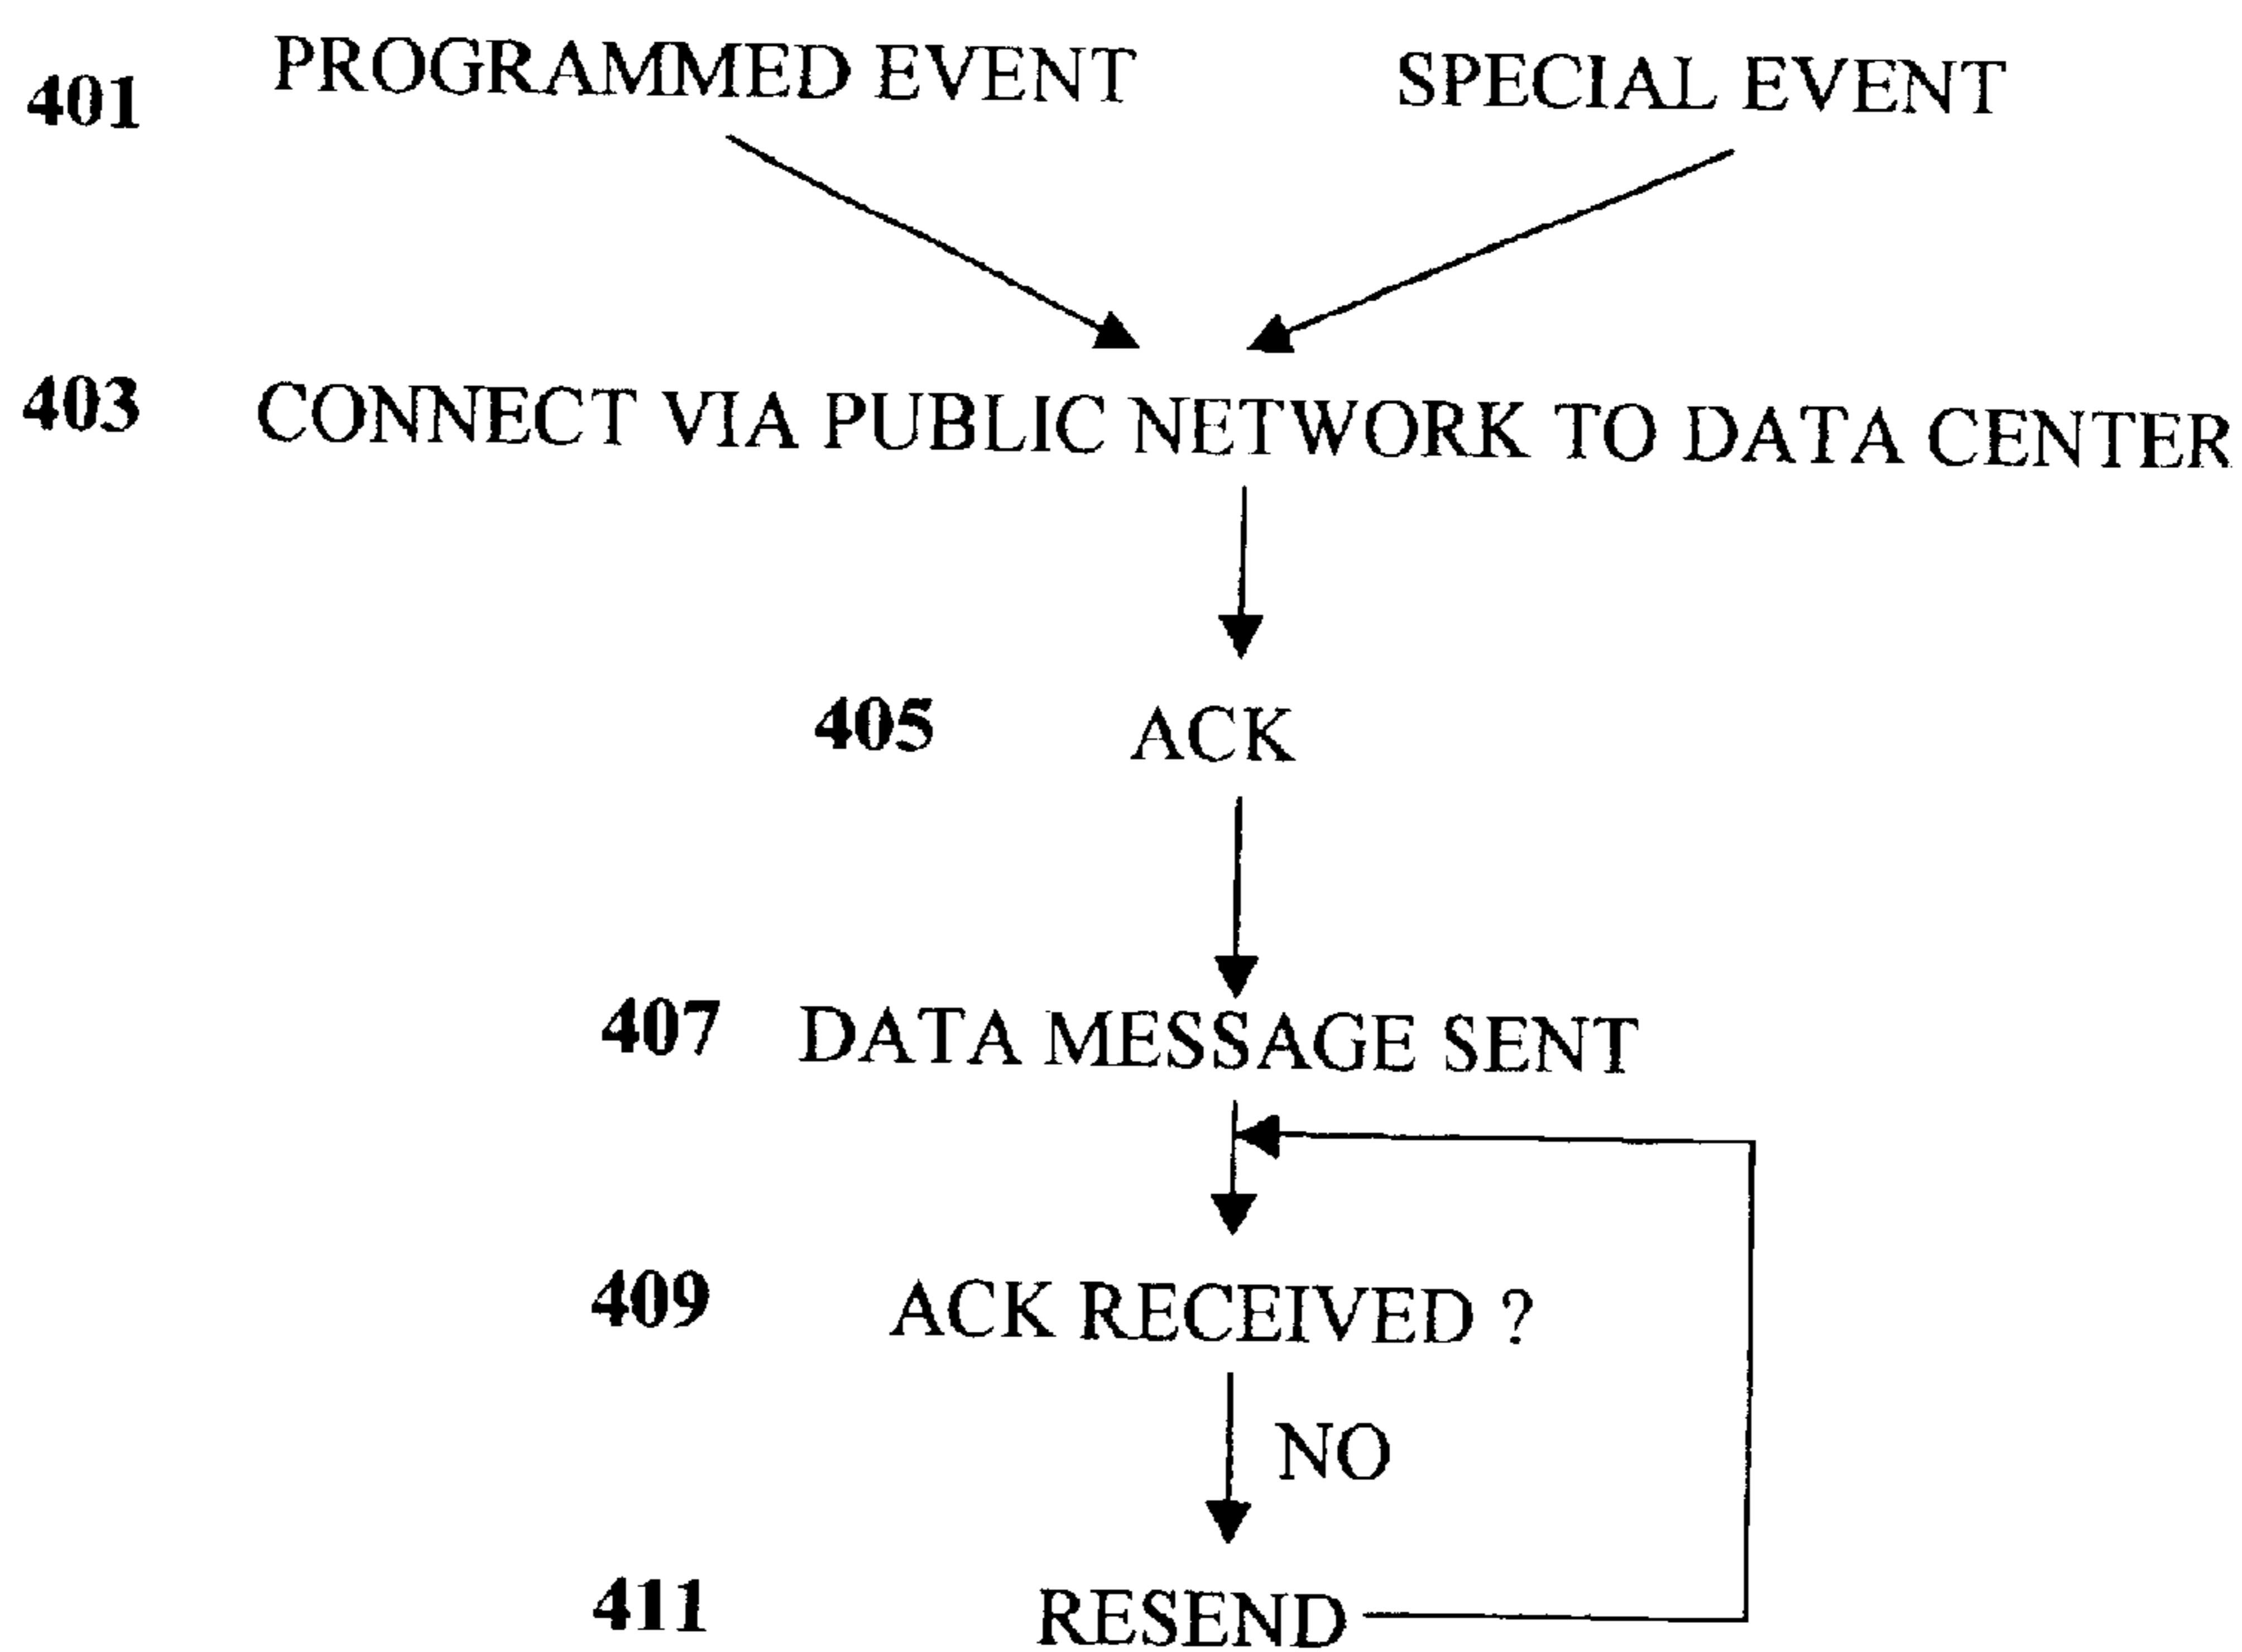 401 PROGRAMMED EVENT SPECIAL EVENT
403 CONNECT VIA PUBLIC NETWORK TO DATA CENTER
405 ACK
407 DATA MESSAGE SENT
409 ACK RECEIVED ?
NO
411 RESEND